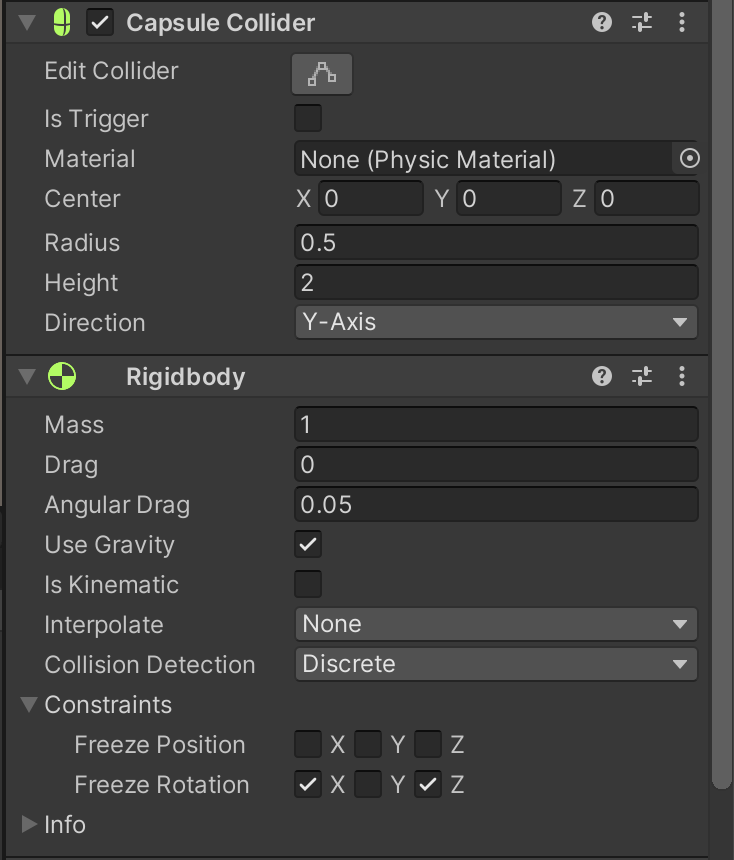 Capsule Collider
Edit Collider
Is Trigger
Material None (Physic Material)
Center X 0 Y 0 Z 0
Radius 0.5
Height 2
Direction Y-Axis
Rigidbody
Mass 1
Drag 0
Angular Drag 0.05
Use Gravity
Is Kinematic
Interpolate None
Collision Detection Discrete
Constraints
Freeze Position X Y Z
Freeze Rotation X Y Z
Info